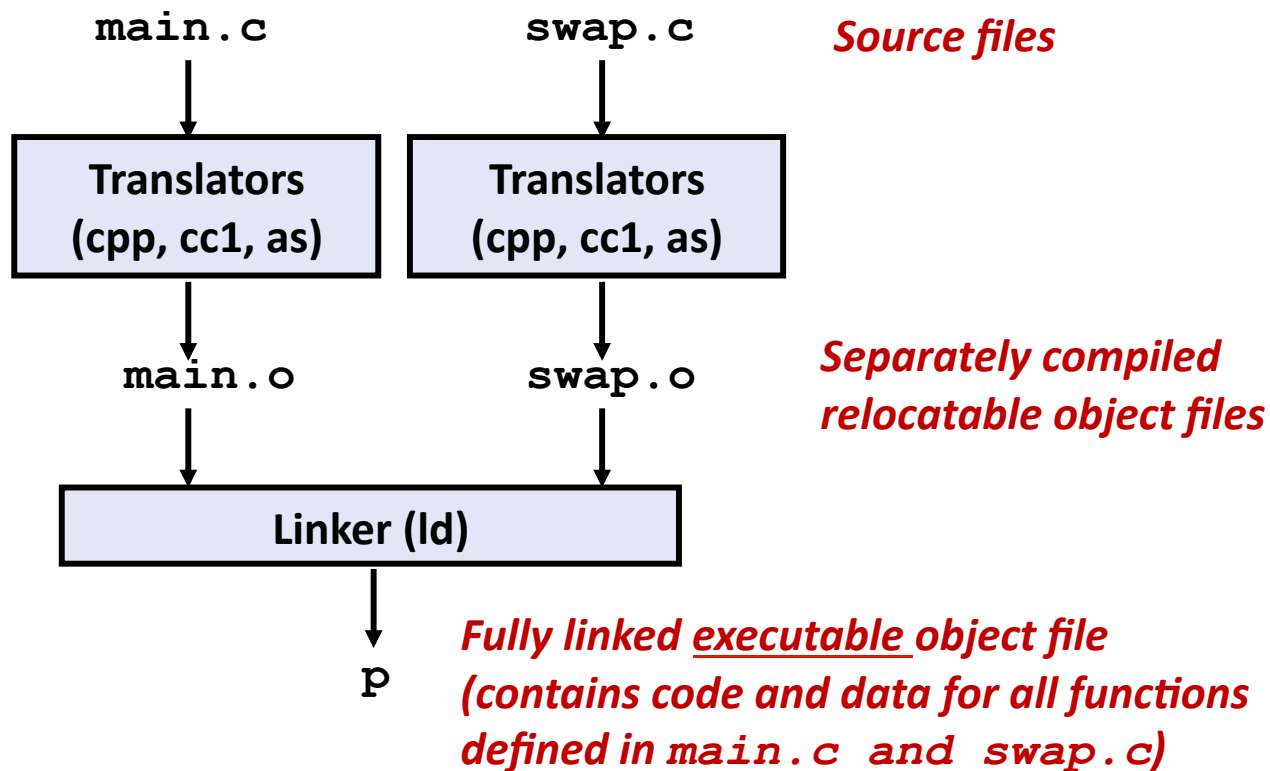 main.c
swap.c
Source files
Translators
(cpp, cc1, as)
Translators
(cpp, cc1, as)
main.o
swap.o
Separately compiled
relocatable object files
Linker (ld)
p
Fully linked executable object file
(contains code and data for all functions
defined in main.c and swap.c)